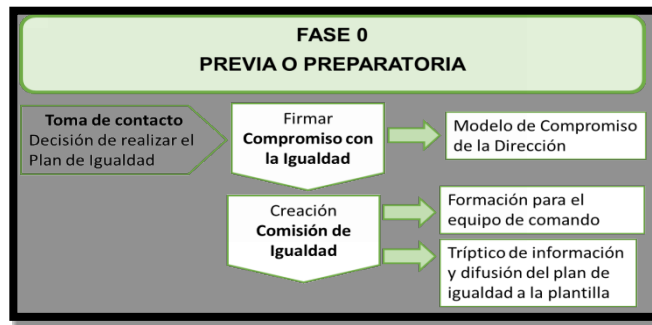 FASE 0
PREVIA O PREPARATORIA
Toma de contacto
Decisión de realizar el
Plan de Igualdad
Firmar
Compromiso con
la Igualdad
Modelo de Compromiso
de la Dirección
Creación
Comisión de
Igualdad
Formación para el
equipo de comando
Tríptico de información
y difusión del plan de
igualdad a la plantilla